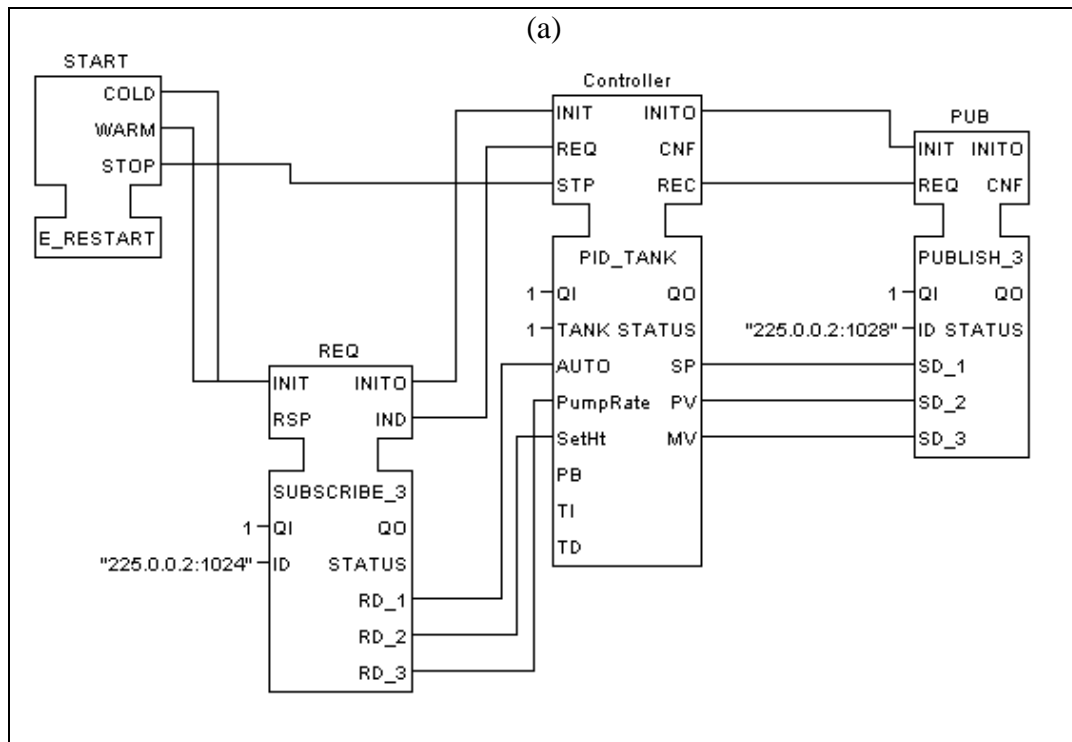 (a)
START
COLD
WARM
STOP
E_RESTART
Controller
INIT INITO
REQ CNF
STP REC
PID_TANK
1 QI QO
1 TANK STATUS
AUTO SP
PumpRate PV
SetHt MV
PB
TI
TD
PUB
INIT INITO
REQ CNF
PUBLISH_3
1 QI QO
"225.0.0.2:1028" ID STATUS
SD_1
SD_2
SD_3
REQ
INIT INITO
RSP IND
SUBSCRIBE_3
1 QI QO
"225.0.0.2:1024" ID STATUS
RD_1
RD_2
RD_3